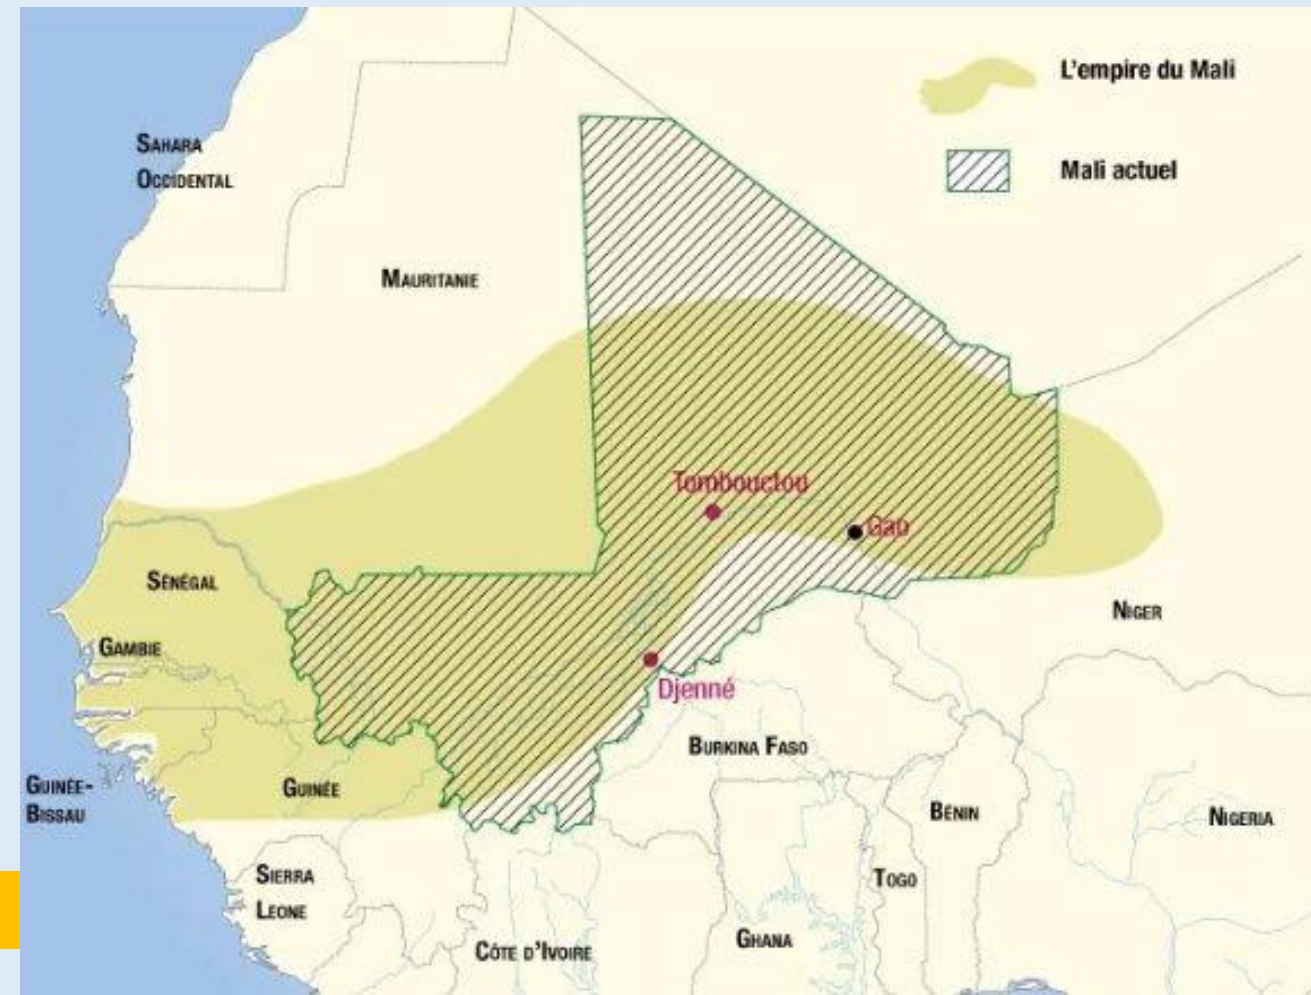 L'empire du Mali
Mali actuel
SAHARA
OCCIDENTAL
MAURITANIE
Tombouctou
Gao
SÉNÉGAL
GAMBIE
NIGER
Djenné
BURKINA FASO
GUINÉE-
BISSAU
GUINÉE
BÉNIN
NIGERIA
SIERRA
LEONE
TOGO
CÔTE D'IVOIRE
GHANA